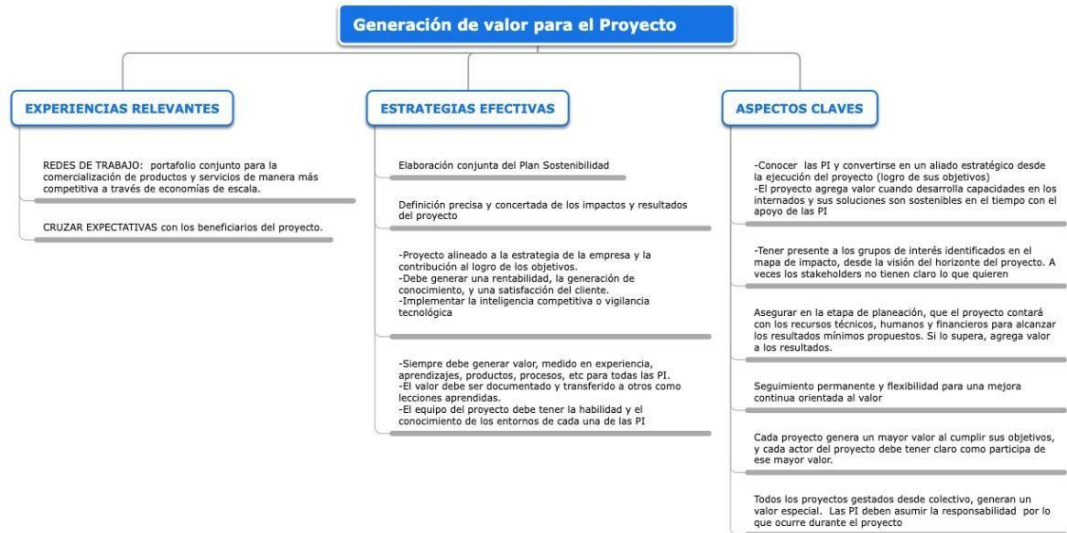 Generación de valor para el Proyecto
EXPERIENCIAS RELEVANTES
REDES DE TRABAJO: portafolio conjunto para la
comercialización de productos y servicios de manera más
competitiva a través de economías de escala.
CRUZAR EXPECTATIVAS con los beneficiarios del proyecto.
ESTRATEGIAS EFECTIVAS
Elaboración conjunta del Plan Sostenibilidad
Definición precisa y concertada de los impactos y resultados
del proyecto
-Proyecto alineado a la estrategia de la empresa y la
contribución al logro de los objetivos.
-Debe generar una rentabilidad, la generación de
conocimiento, y una satisfacción del cliente.
-Implementar la inteligencia competitiva o vigilancia
tecnológica
-Siempre debe generar valor, medido en experiencia,
aprendizajes, productos, procesos, etc para todas las PI.
-El valor debe ser documentado y transferido a otros como
lecciones aprendidas.
-El equipo del proyecto debe tener la habilidad y el
conocimiento de los entornos de cada una de las PI
ASPECTOS CLAVES
-Conocer las PI y convertirse en un aliado estratégico desde
la ejecución del proyecto (logro de sus objetivos)
-El proyecto agrega valor cuando desarrolla capacidades en los
internados y sus soluciones son sostenibles en el tiempo con el
apoyo de las PI
-Tener presente a los grupos de interés identificados en el
mapa de impacto, desde la visión del horizonte del proyecto. A
veces los stakeholders no tienen claro lo que quieren
Asegurar en la etapa de planeación, que el proyecto contará
con los recursos técnicos, humanos y financieros para alcanzar
los resultados mínimos propuestos. Si lo supera, agrega valor
a los resultados.
Seguimiento permanente y flexibilidad para una mejora
continua orientada al valor
Cada proyecto genera un mayor valor al cumplir sus objetivos,
y cada actor del proyecto debe tener claro como participa de
ese mayor valor.
Todos los proyectos gestados desde colectivo, generan un
valor especial. Las PI deben asumir la responsabilidad por lo
que ocurre durante el proyecto